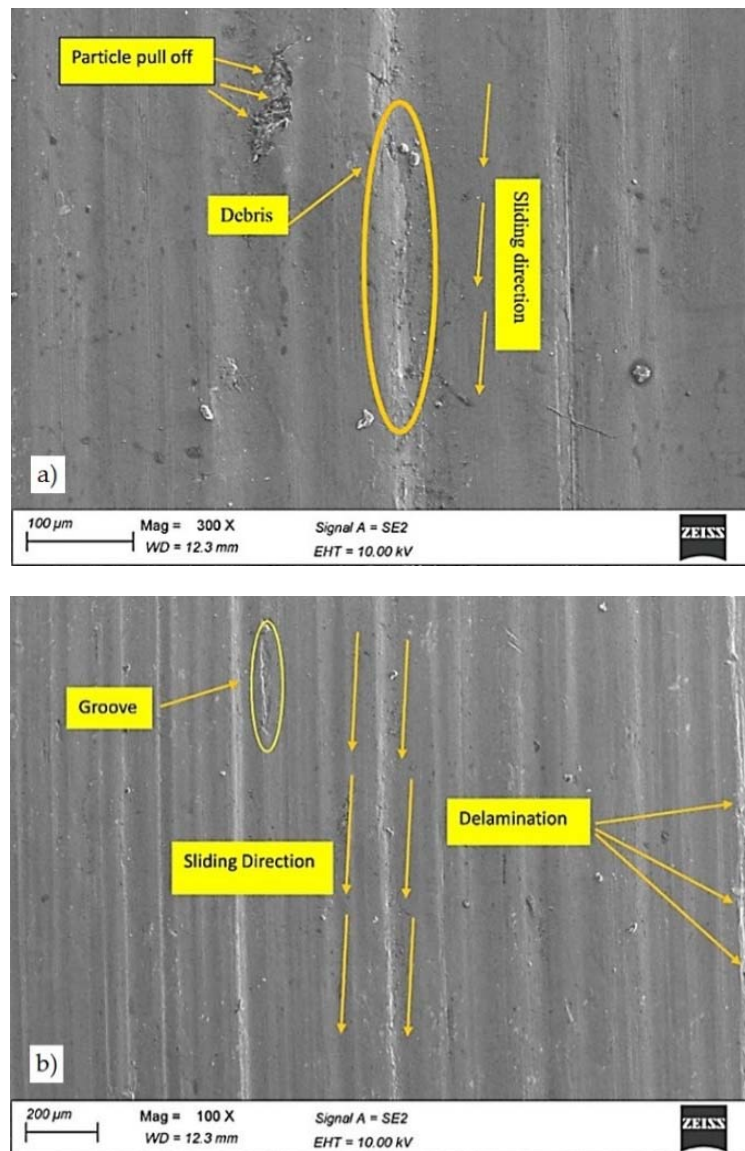 Particle pull off
Debris
Sliding direction
a)
100 µm
Mag = 300 X
WD = 12.3 mm
Signal A = SE2
EHT = 10.00 kV
ZEISS
Groove
Sliding Direction
Delamination
b)
200 µm
Mag = 100 X
WD = 12.3 mm
Signal A = SE2
EHT = 10.00 kV
ZEISS